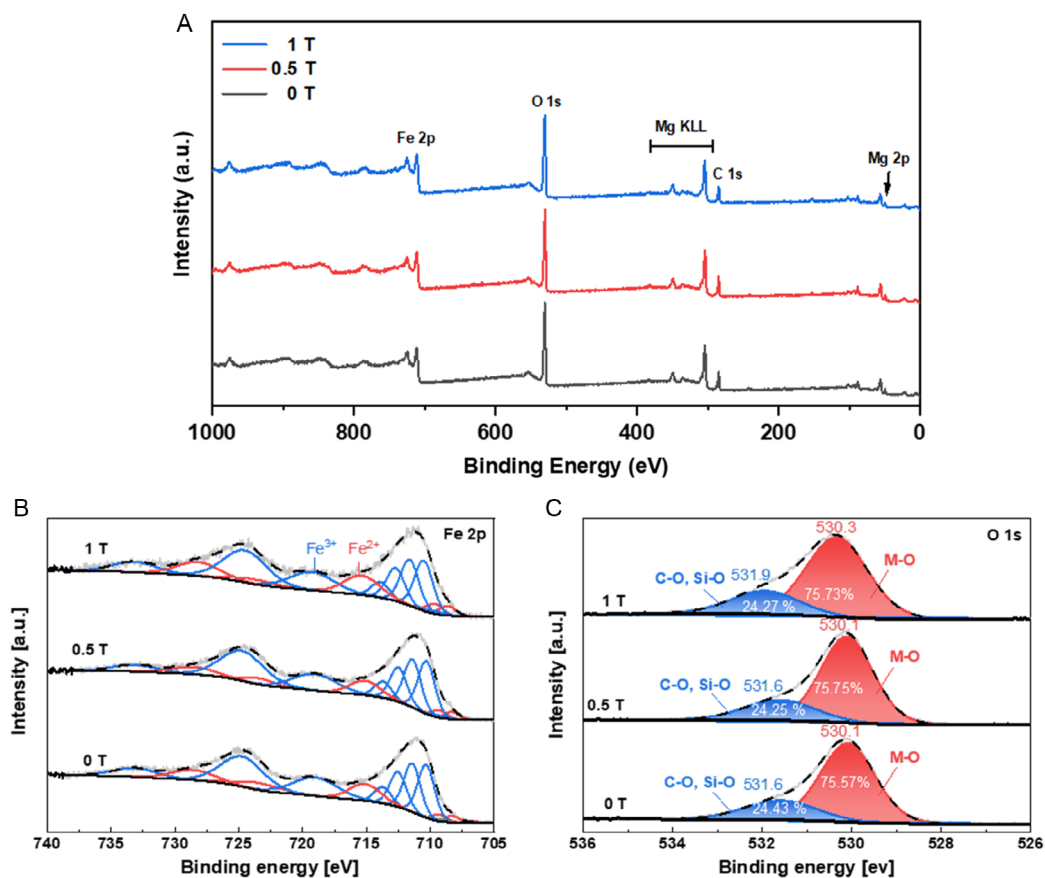 A
1 T
0.5 T
0 T
Fe 2p
O 1s
Mg KLL
C 1s
Mg 2p
Intensity (a.u.)
1000 800 600 400 200 0
Binding Energy (eV)
B
Fe 2p
1 T
Fe3+
Fe2+
0.5 T
0 T
Intensity [a.u.]
740 735 730 725 720 715 710 705
Binding energy [eV]
C
O 1s
530.3
M-O
C-O, Si-O 531.9
75.73%
24.27 %
1 T
530.1
M-O
C-O, Si-O 531.6
75.75%
24.25 %
0.5 T
530.1
M-O
C-O, Si-O 531.6
75.57%
24.43 %
0 T
Intensity [a.u.]
536 534 532 530 528 526
Binding energy [ev]